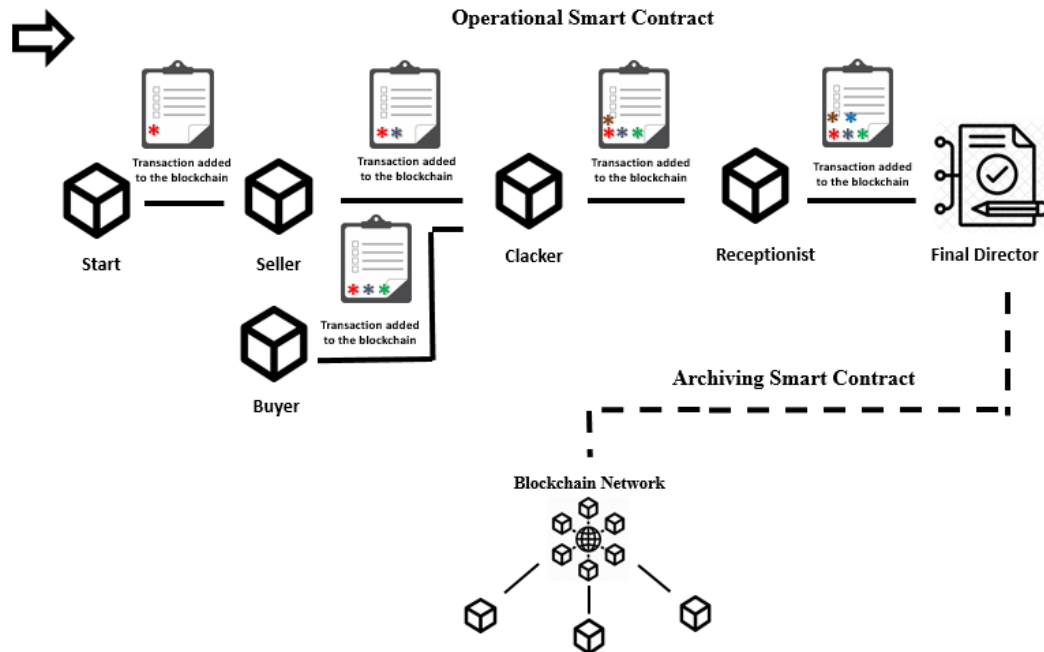 Operational Smart Contract
Transaction added
to the blockchain
Transaction added
to the blockchain
Transaction added
to the blockchain
Transaction added
to the blockchain
Start
Seller
Clacker
Receptionist
Final Director
Transaction added
to the blockchain
Buyer
Archiving Smart Contract
Blockchain Network